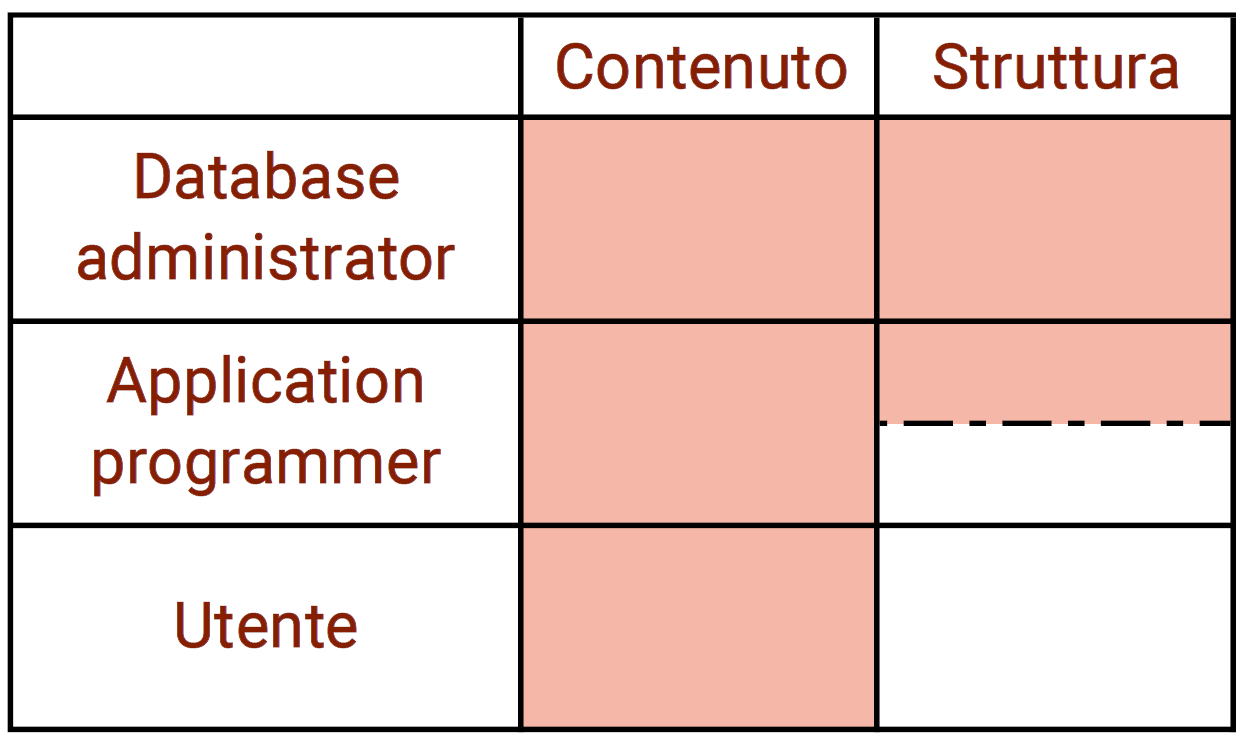 Contenuto Struttura
Database
administrator
Application
programmer
Utente